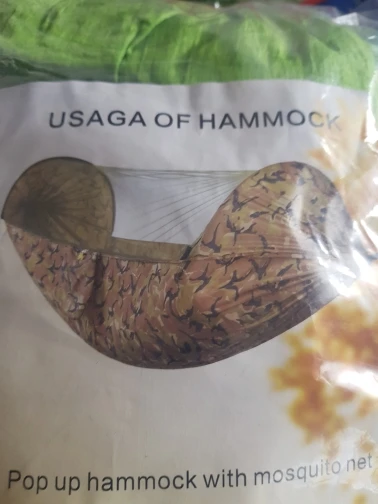 USAGA OF HAMMOCK
Pop up hammock with mosquito net